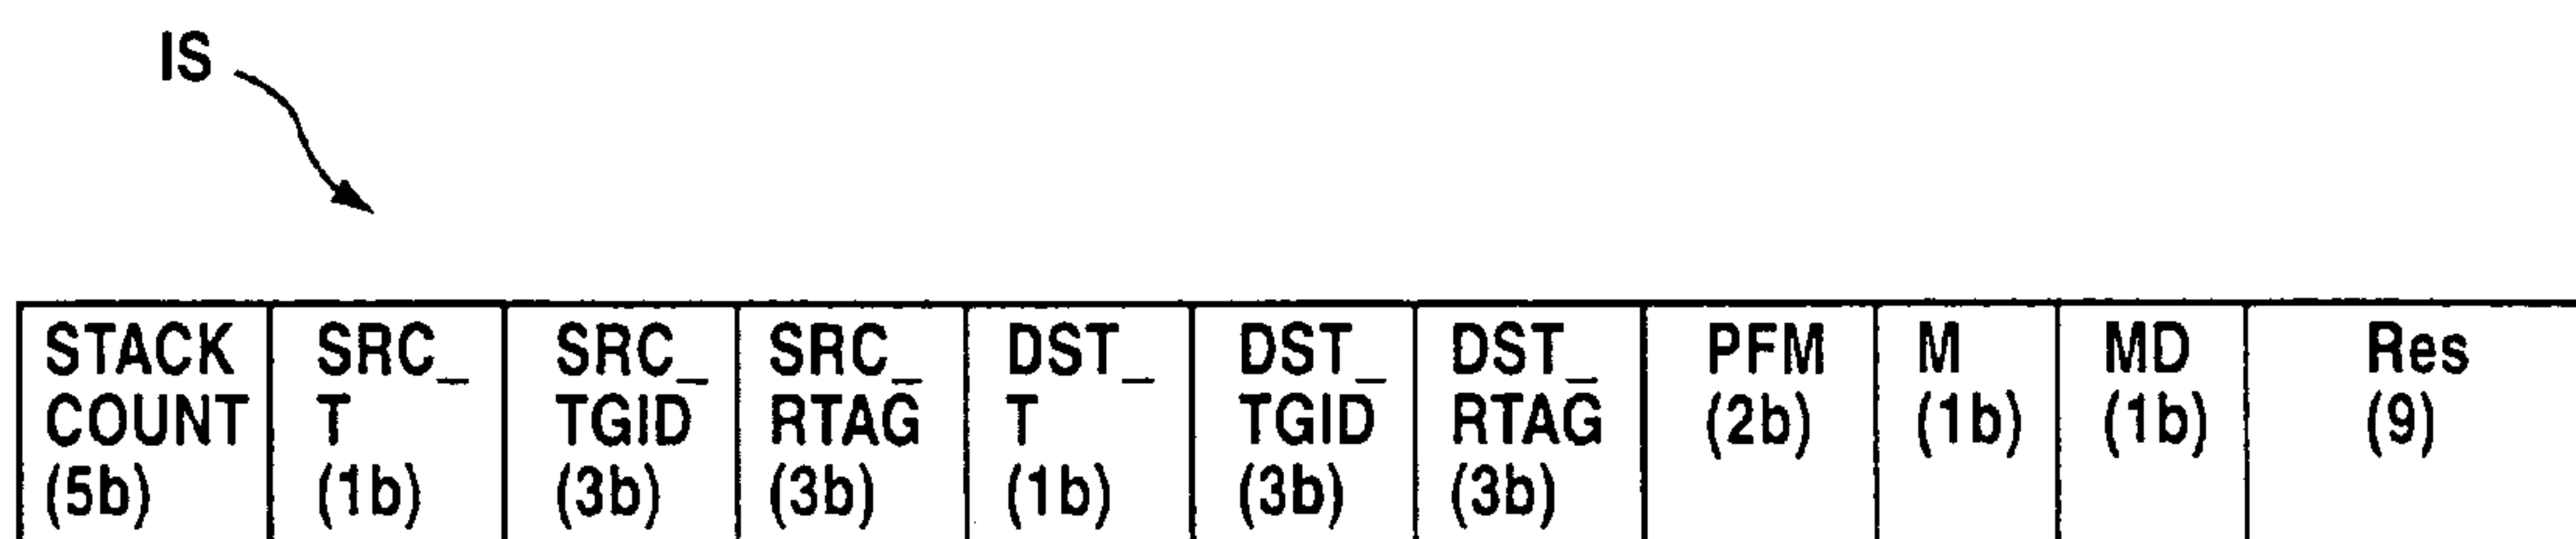 IS
STACK COUNT (5b)
SRC_ T (1b)
SRC_ TGID (3b)
SRC_ RTAG (3b)
DST_ T (1b)
DST_ TGID (3b)
DST_ RTAG (3b)
PFM (2b)
M (1b)
MD (1b)
Res (9)